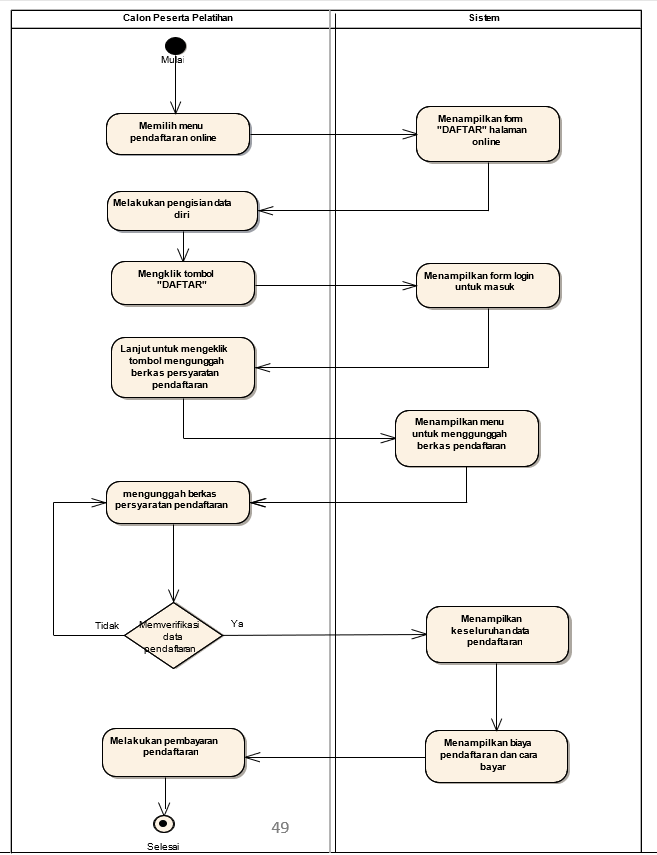 Calon Peserta Pelatihan
Sistem
Mulai
Memilih menu
pendaftaran online
Menampilkan form
"DAFTAR" halaman
online
Melakukan pengisian data
diri
Mengklik tombol
"DAFTAR"
Menampilkan form login
untuk masuk
Lanjut untuk mengeklik
tombol mengunggah
berkas persyaratan
pendaftaran
Menampilkan menu
untuk menggunggah
berkas pendaftaran
mengunggah berkas
persyaratan pendaftaran
Tidak
Memverifikasi
data
pendaftaran
Ya
Menampilkan
keseluruhan data
pendaftaran
Melakukan pembayaran
pendaftaran
Menampilkan biaya
pendaftaran dan cara
bayar
Selesai
49